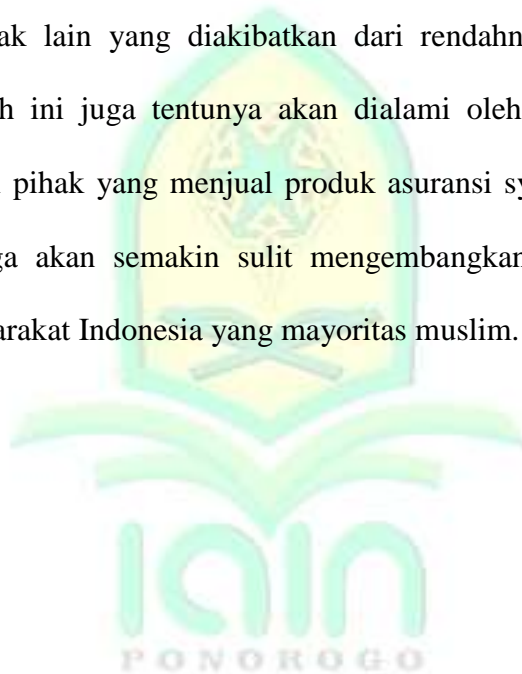 ak lain yang diakibatkan dari rendahn
h ini juga tentunya akan dialami oleh
pihak yang menjual produk asuransi sy
ga akan semakin sulit mengembangkan
arakat Indonesia yang mayoritas muslim.
iain
PONOROGO